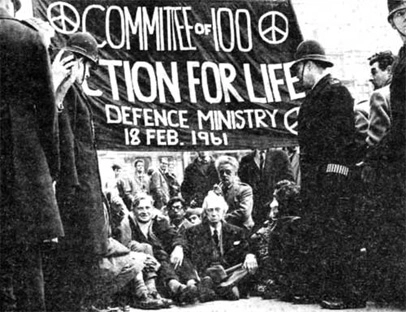 COMMITTEE OF 100
CTION FOR LIFE
DEFENCE MINISTRY
18 FEB. 1961